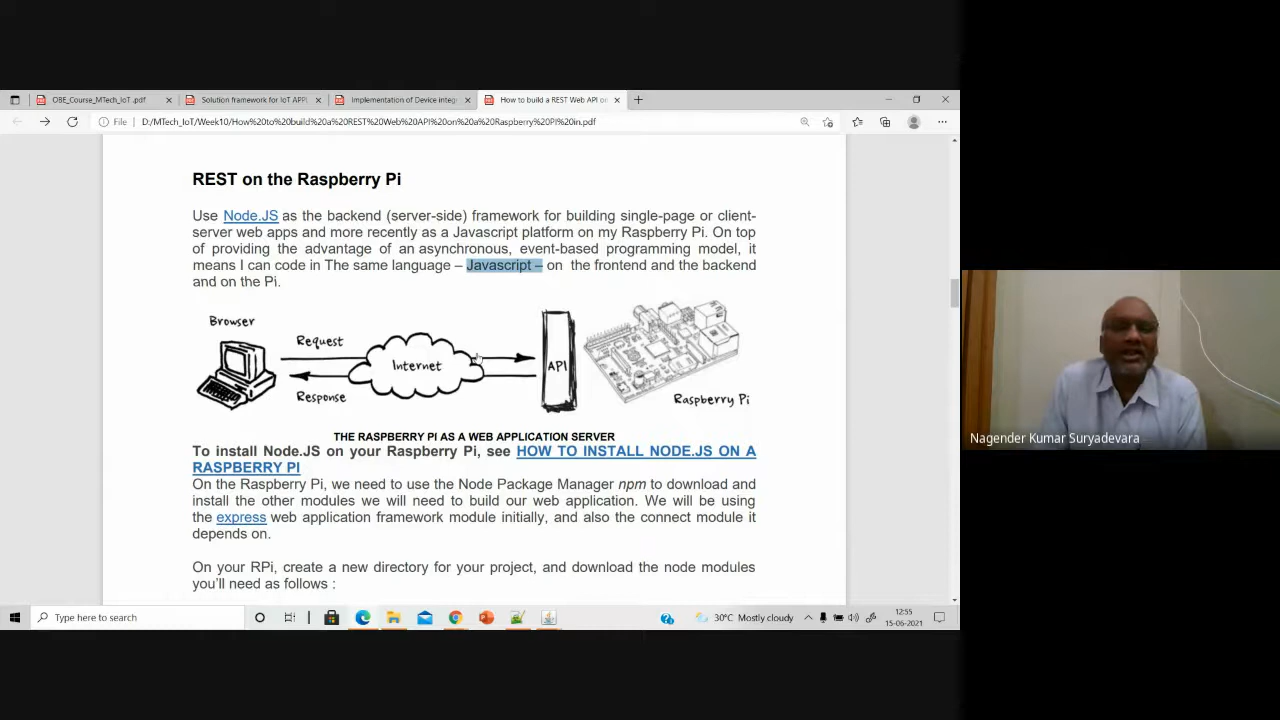 OBE_Course_MTech_IoT .pdf
Solution framework for IoT APPL
Implementation of Device integr
How to build a REST Web API on
File
D:/MTech_IoT/Week10/How%20to%20build%20a%20REST%20Web%20API%20on%20a%20Raspberry%20PI%20in.pdf
REST on the Raspberry Pi
Use Node.JS as the backend (server-side) framework for building single-page or client-
server web apps and more recently as a Javascript platform on my Raspberry Pi. On top
of providing the advantage of an asynchronous, event-based programming model, it
means I can code in The same language – Javascript – on the frontend and the backend
and on the Pi.
Browser
Request
Internet
API
Response
Raspberry Pi
THE RASPBERRY PI AS A WEB APPLICATION SERVER
To install Node.JS on your Raspberry Pi, see HOW TO INSTALL NODE.JS ON A
RASPBERRY PI
On the Raspberry Pi, we need to use the Node Package Manager npm to download and
install the other modules we will need to build our web application. We will be using
the express web application framework module initially, and also the connect module it
depends on.
On your RPi, create a new directory for your project, and download the node modules
you'll need as follows :
Nagender Kumar Suryadevara
Type here to search
30°C Mostly cloudy
12:55
15-06-2021